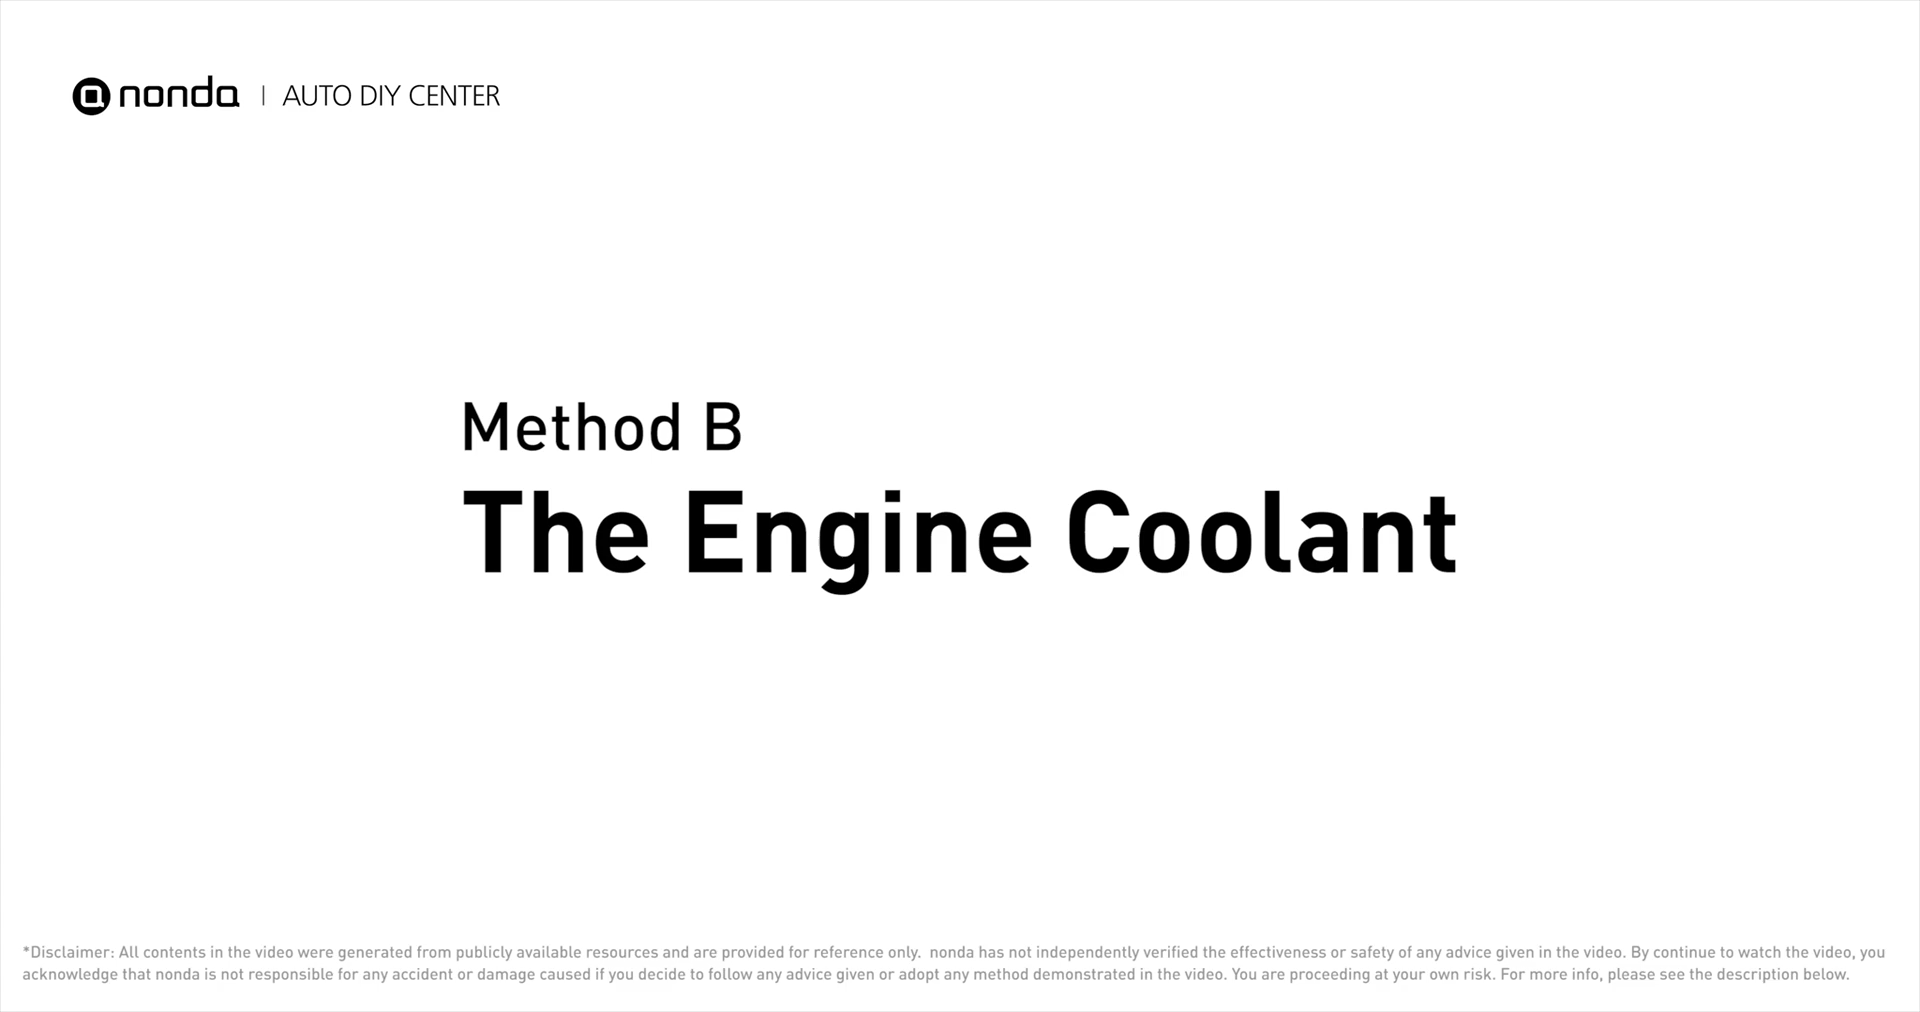 nonda | AUTO DIY CENTER
Method B
The Engine Coolant
*Disclaimer: All contents in the video were generated from publicly available resources and are provided for reference only. nonda has not independently verified the effectiveness or safety of any advice given in the video. By continue to watch the video, you
acknowledge that nonda is not responsible for any accident or damage caused if you decide to follow any advice given or adopt any method demonstrated in the video. You are proceeding at your own risk. For more info, please see the description below.